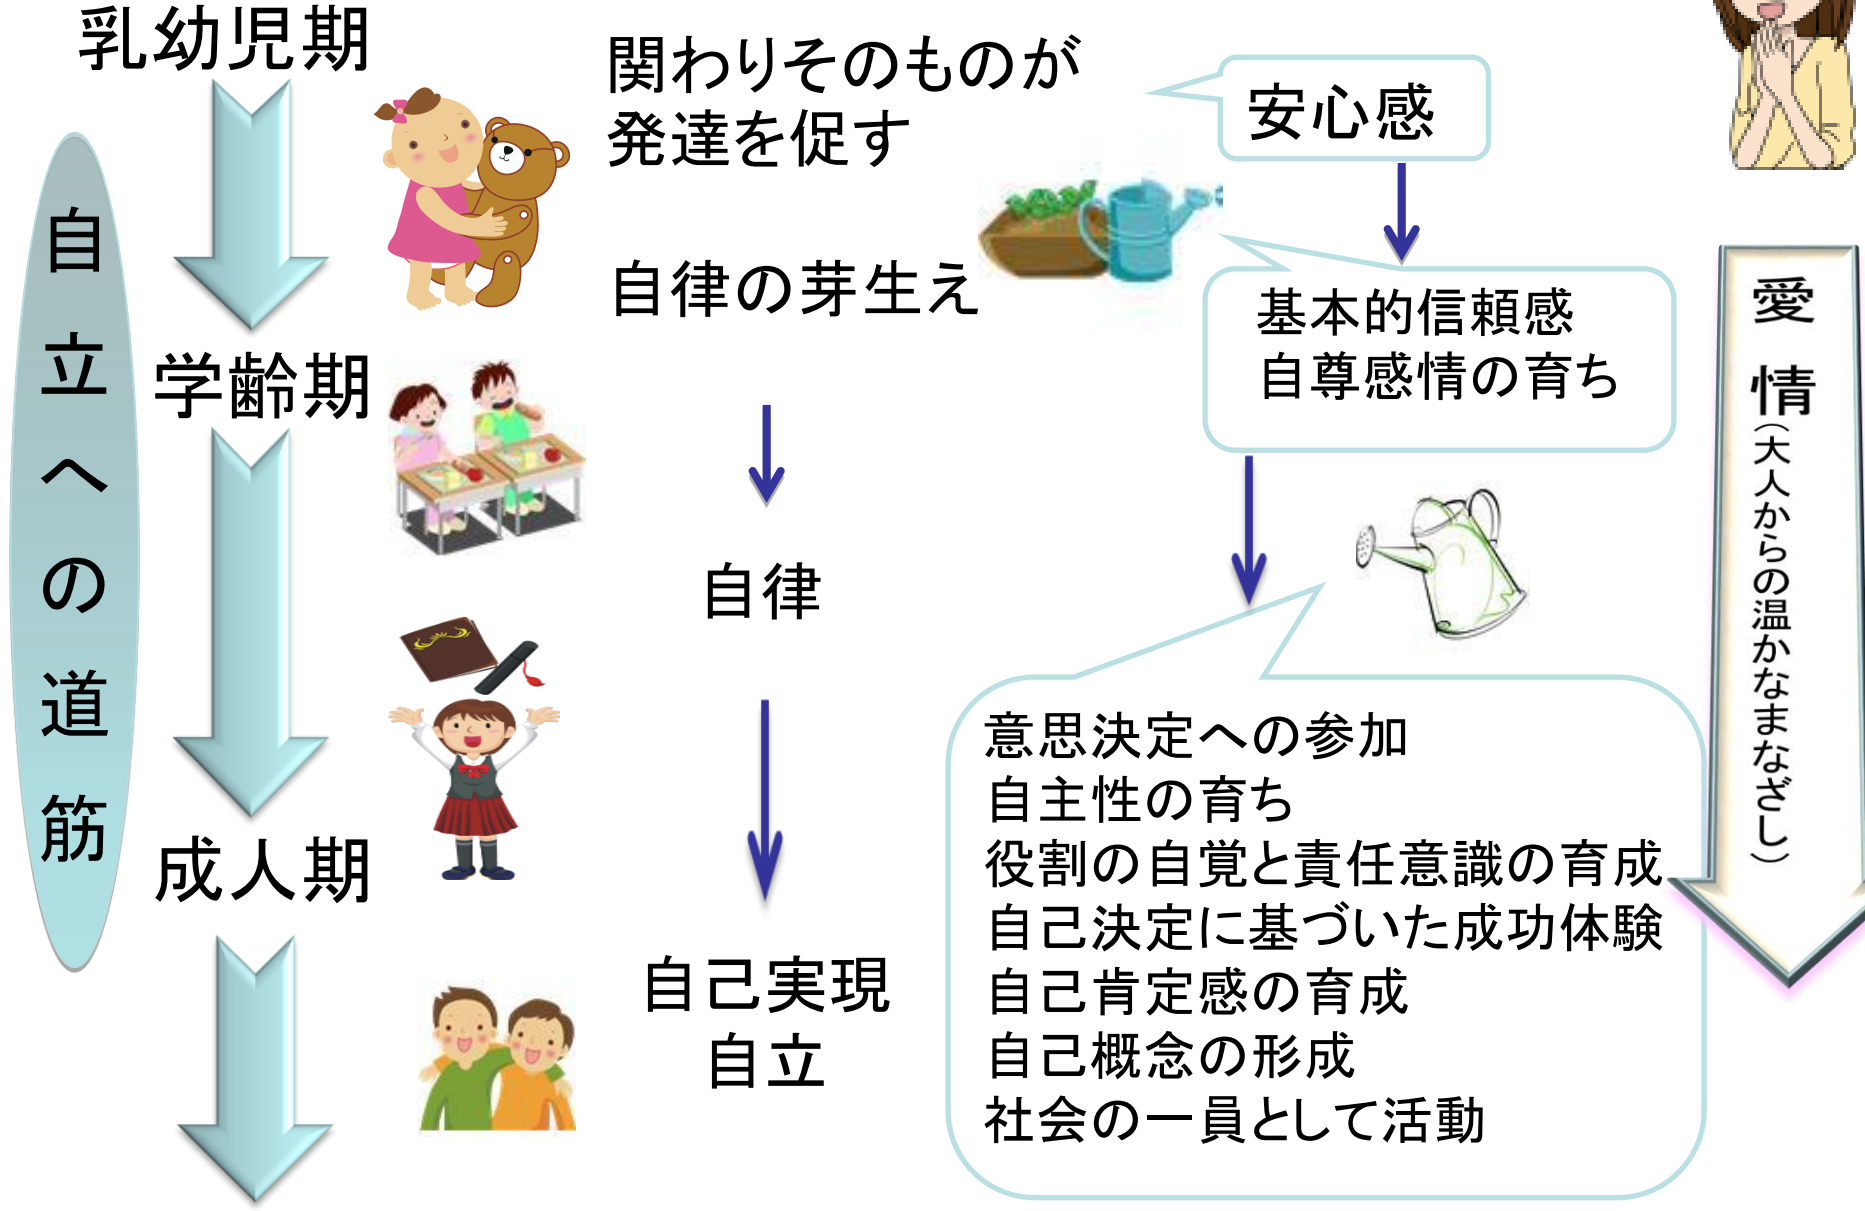 自立への道筋
乳幼児期
学齢期
成人期
関わりそのものが
発達を促す
自律の芽生え
自律
自己実現
自立
安心感
基本的信頼感
自尊感情の育ち
意思決定への参加
自主性の育ち
役割の自覚と責任意識の育成
自己決定に基づいた成功体験
自己肯定感の育成
自己概念の形成
社会の一員として活動
愛情(大人からの温かなまなざし)